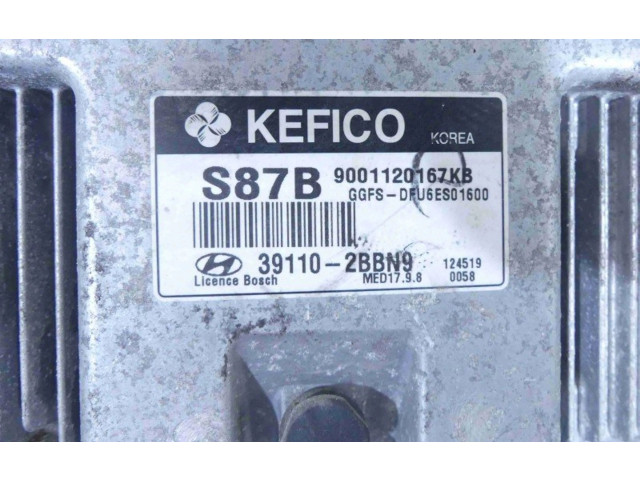 KEFICO KOREA
S87B 9001120167KB
GGFS-DFU6ES01600
39110-2BBN9 124519
Licence Bosch MED17.9.8 0058